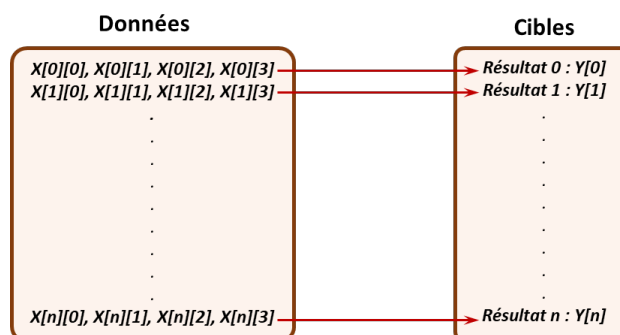 Données
Cibles
X[0][0], X[0][1], X[0][2], X[0][3]
Résultat 0 : Y[0]
X[1][0], X[1][1], X[1][2], X[1][3]
Résultat 1 : Y[1]
X[n][0], X[n][1], X[n][2], X[n][3]
Résultat n : Y[n]